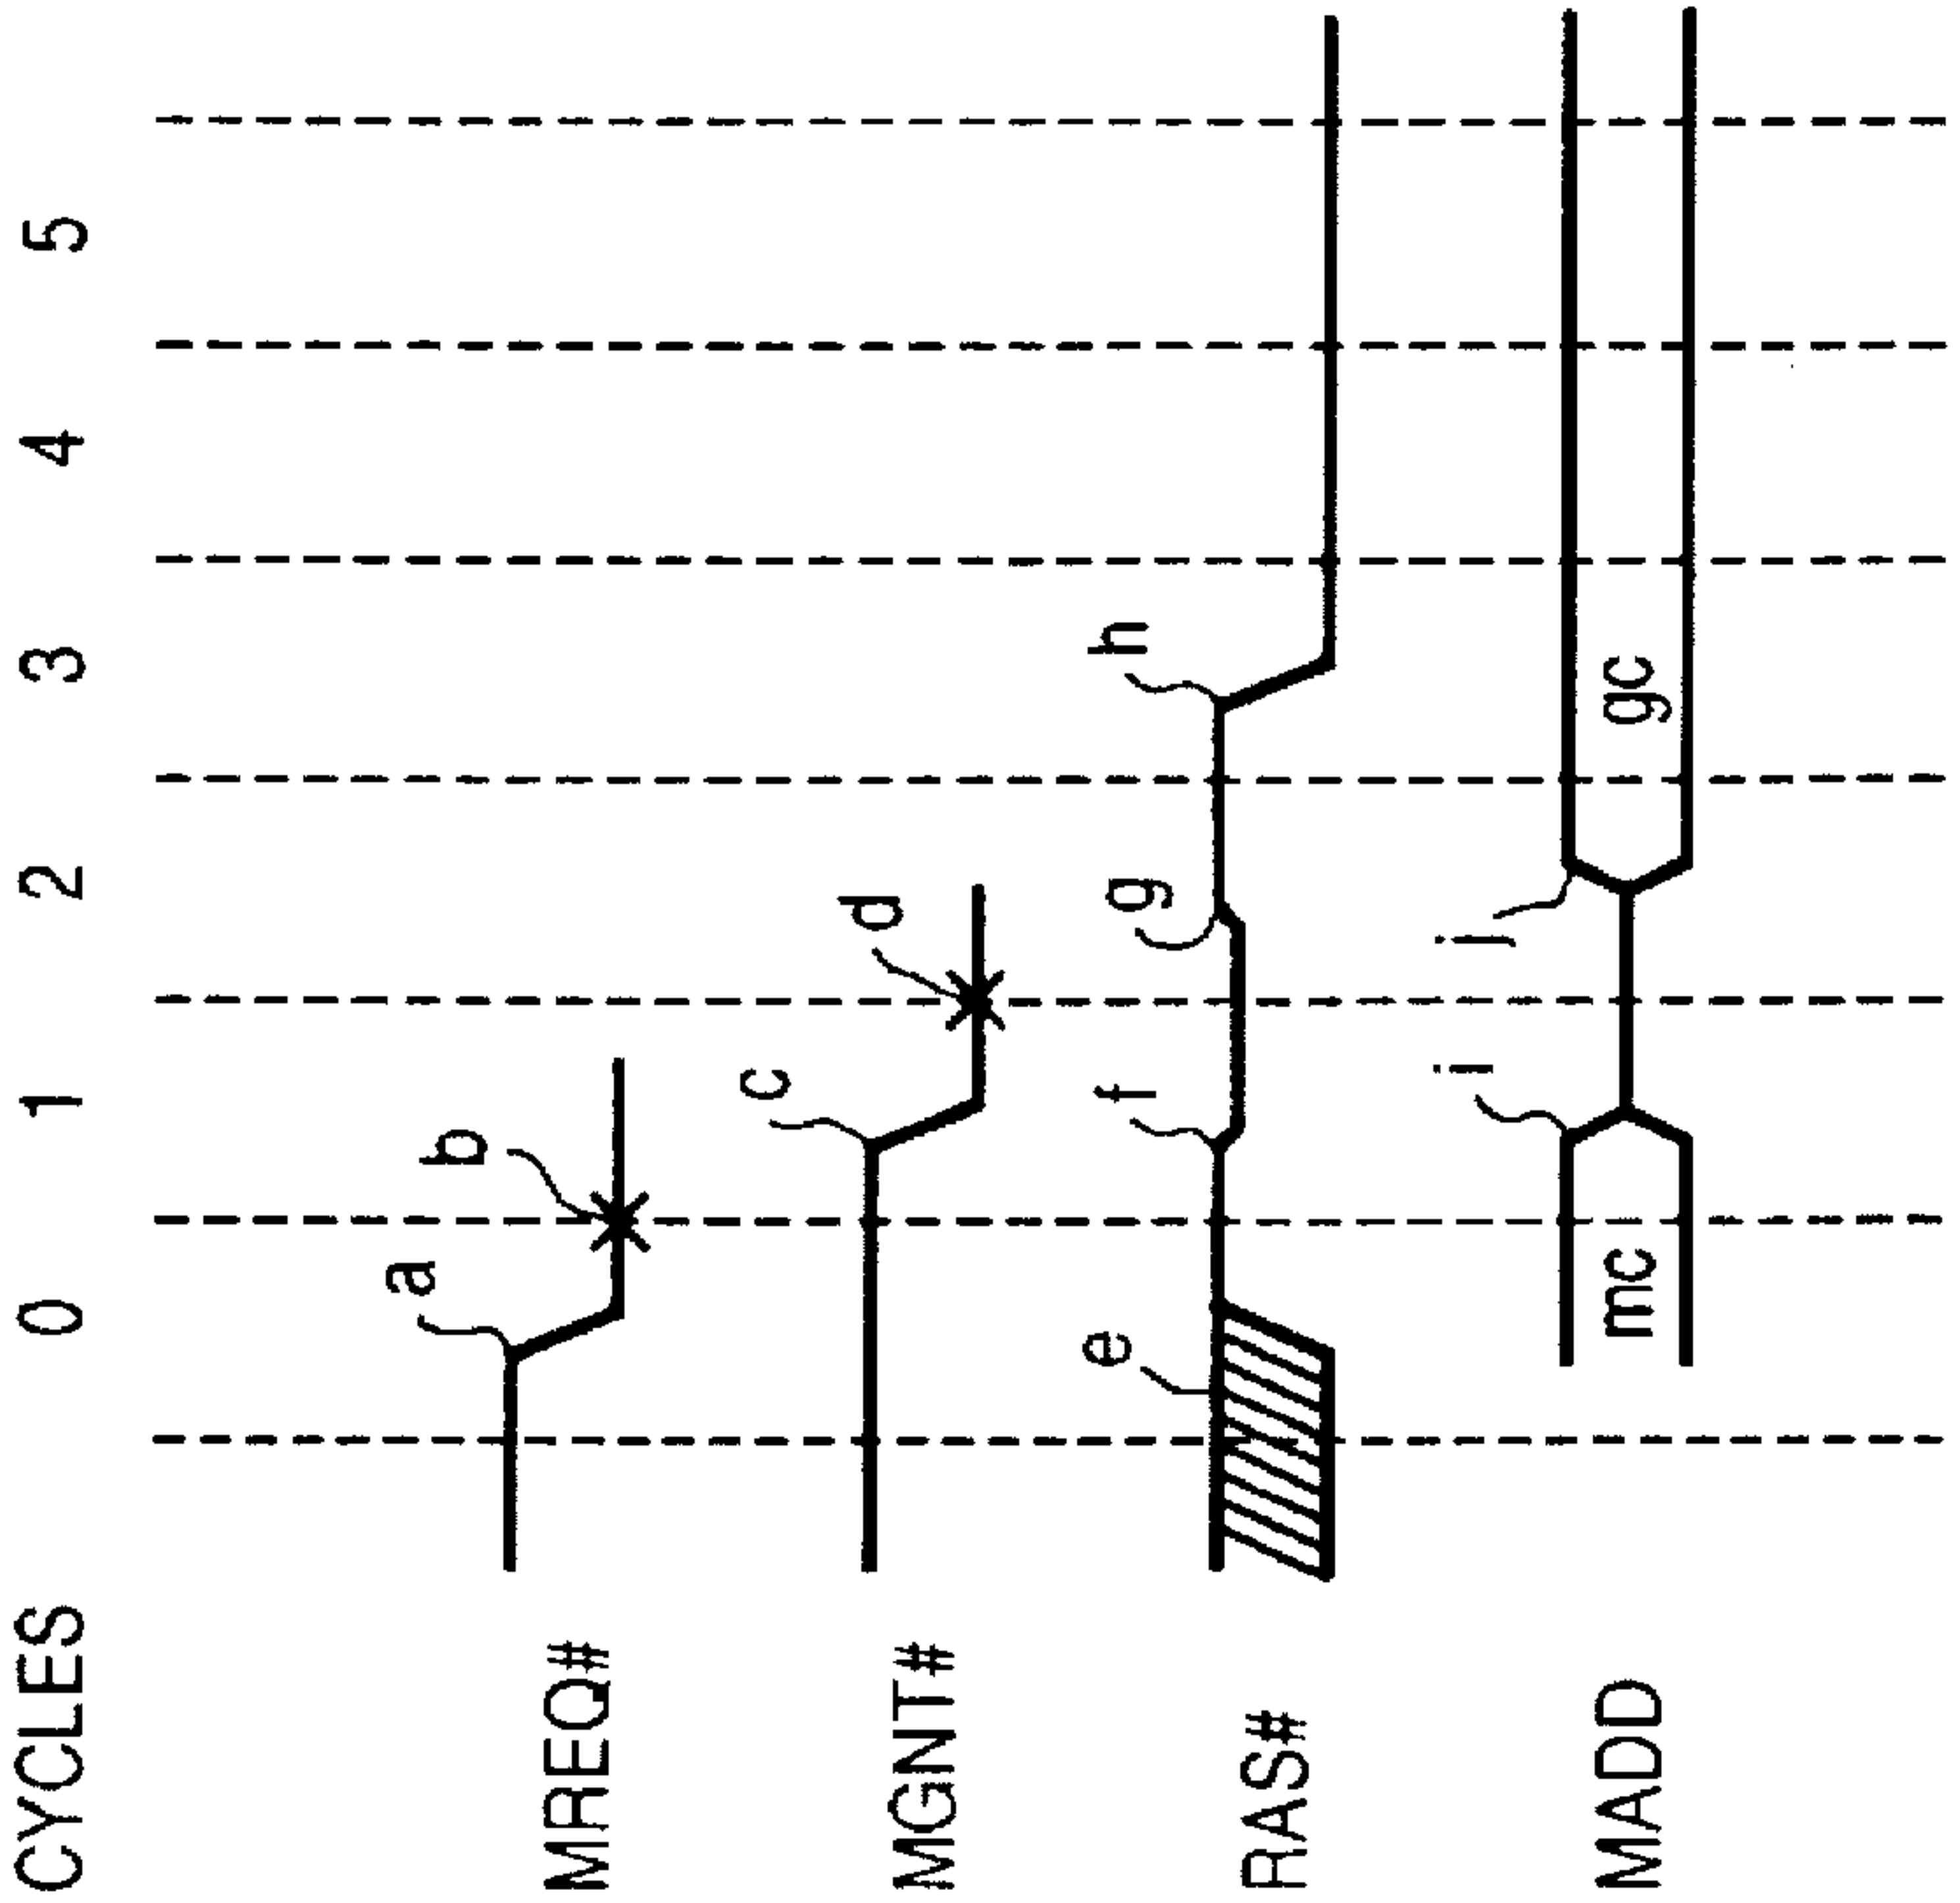 CYCLES 0 1 2 3 4 5
MREQ# a b
MGNT# c d
RAS# e f g h
MADD mc i j gc